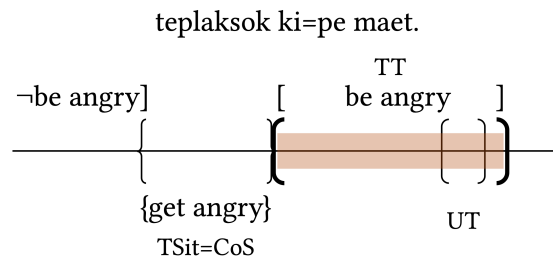 teplaksok ki=pe maet.
TT
¬be angry] [ be angry ]
{get angry}
TSit=CoS
UT